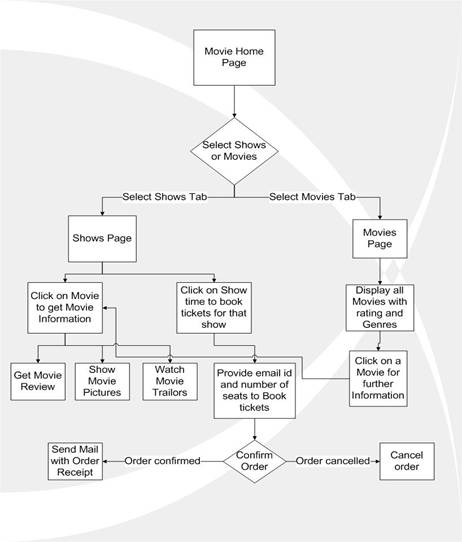 Movie Home
Page
Select Shows
or Movies
Select Shows Tab
Select Movies Tab
Shows Page
Movies
Page
Click on Movie
to get Movie
Information
Click on Show
time to book
tickets for that
show
Display all
Movies with
rating and
Genres
Get Movie
Review
Show
Movie
Pictures
Watch
Movie
Trailors
Provide email id
and number of
seats to Book
tickets
Click on a
Movie for
further
Information
Send Mail
with Order
Receipt
Order confirmed
Confirm
Order
Order cancelled
Cancel
order